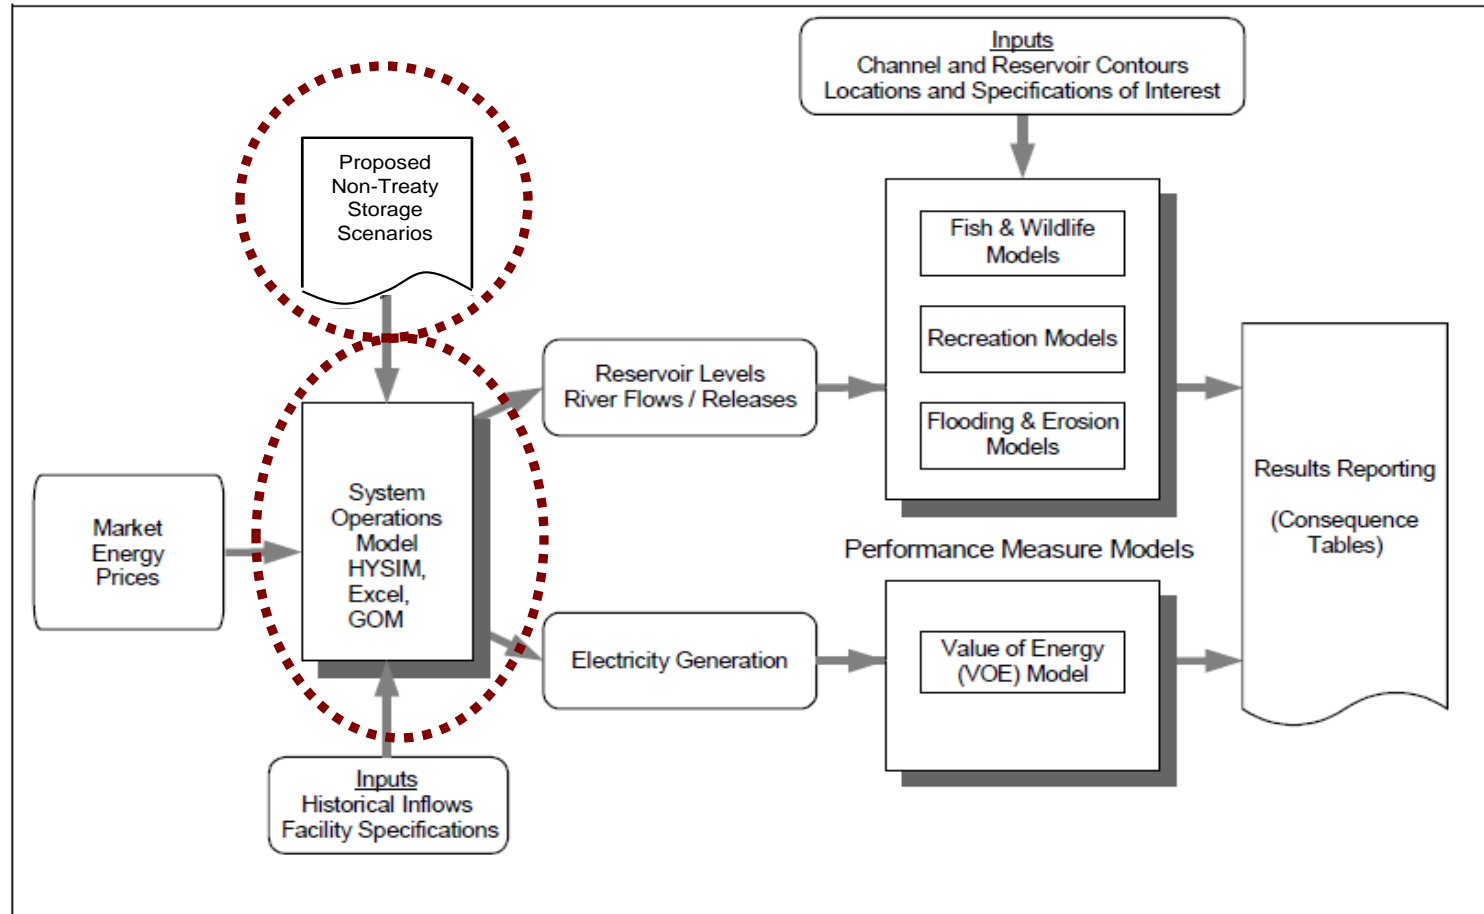 Inputs
Channel and Reservoir Contours
Locations and Specifications of Interest
Proposed
Non-Treaty
Storage
Scenarios
Fish & Wildlife
Models
Recreation Models
Flooding & Erosion
Models
Reservoir Levels
River Flows / Releases
Market
Energy
Prices
System
Operations
Model
HYSIM,
Excel,
GOM
Results Reporting
(Consequence
Tables)
Performance Measure Models
Electricity Generation
Value of Energy
(VOE) Model
Inputs
Historical Inflows
Facility Specifications